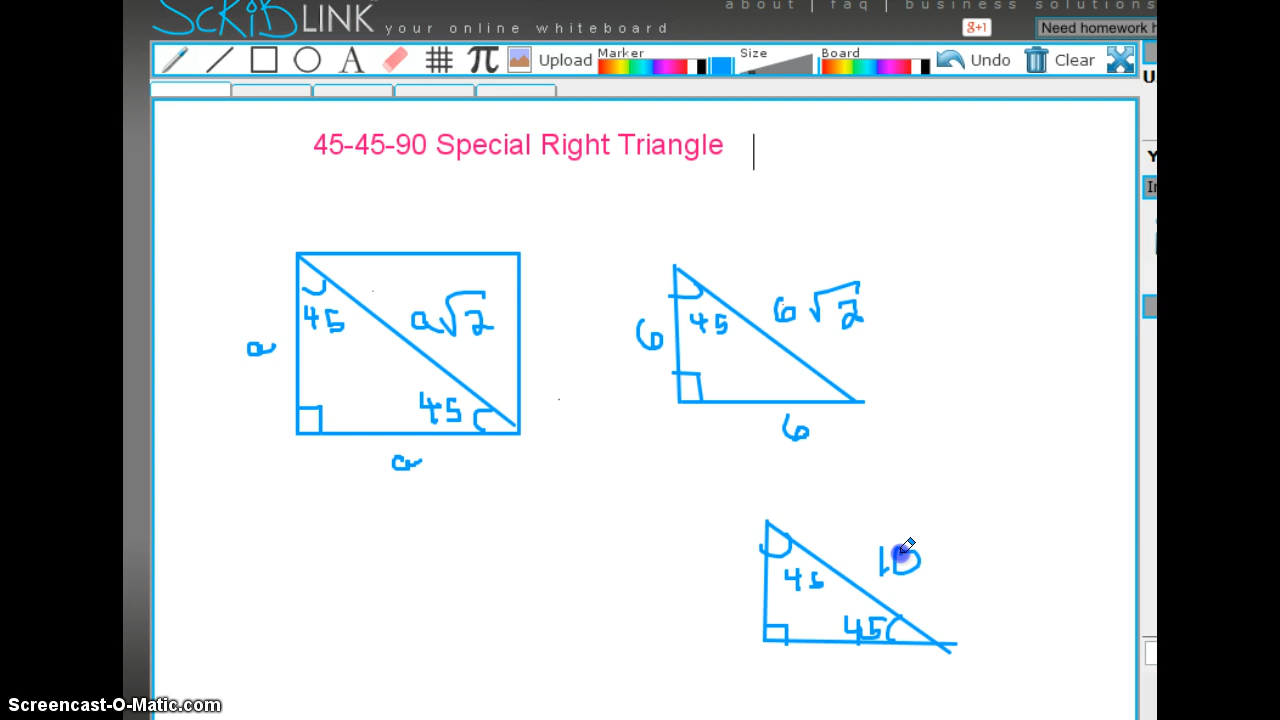 about | faq | business solutions
SCRIBLINK your online whiteboard
g+1
Need homework h
A π Upload Marker Size Board Undo Clear
45-45-90 Special Right Triangle
45 a√2
a
45
a
45 6√2
6
6
10
45
45
Screencast-O-Matic.com